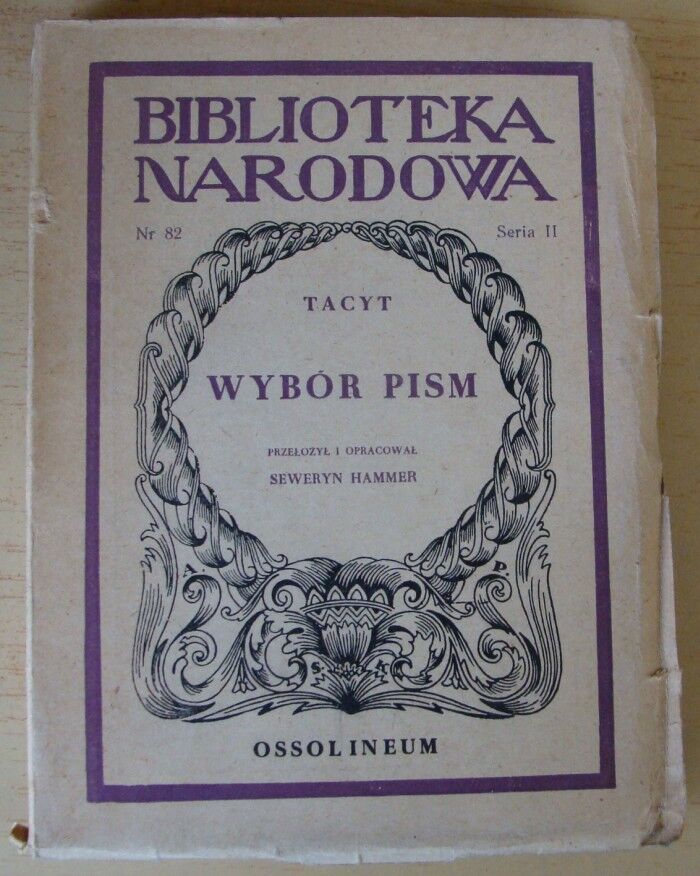 BIBLIOTEKA
NARODOWA
Nr 82 Seria II
TACYT
WYBÓR PISM
PRZEŁOŻYŁ I OPRACOWAŁ
SEWERYN HAMMER
A. P.
S. A.
OSSOLINEUM